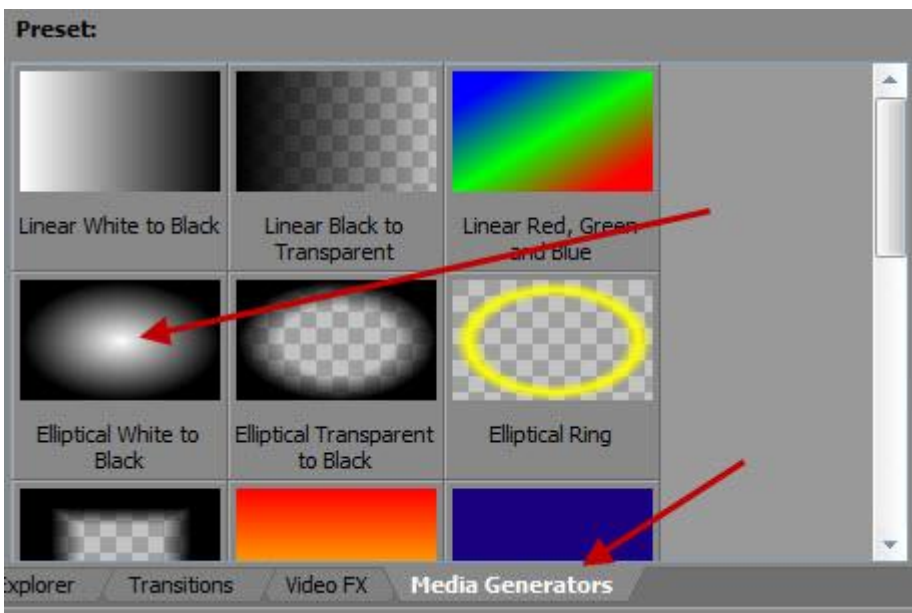 Preset:
Linear White to Black
Linear Black to
Transparent
Linear Red, Green
and Blue
Elliptical White to
Black
Elliptical Transparent
to Black
Elliptical Ring
xplorer
Transitions
Video FX
Media Generators